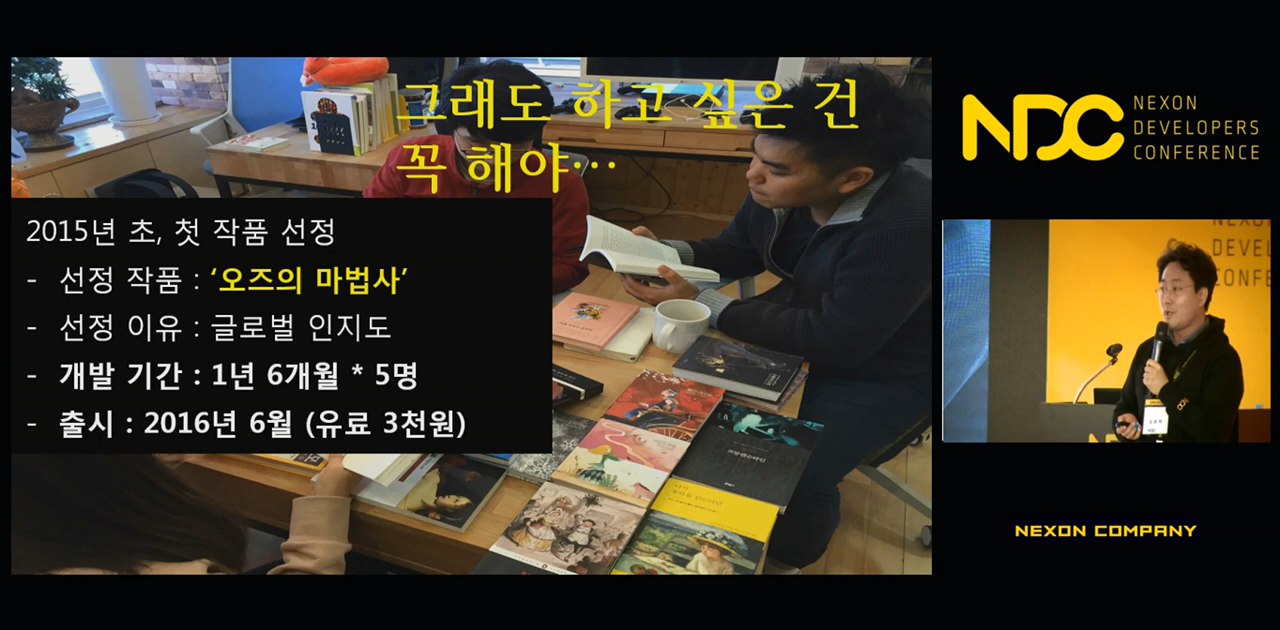 그래도 하고 싶은 건
꼭 해야…
2015년 초, 첫 작품 선정
- 선정 작품 : ‘오즈의 마법사’
- 선정 이유 : 글로벌 인지도
- 개발 기간 : 1년 6개월 * 5명
- 출시 : 2016년 6월 (유료 3천원)
NDC
NEXON
DEVELOPERS
CONFERENCE
DEVEL
CONFE
NEXON COMPANY